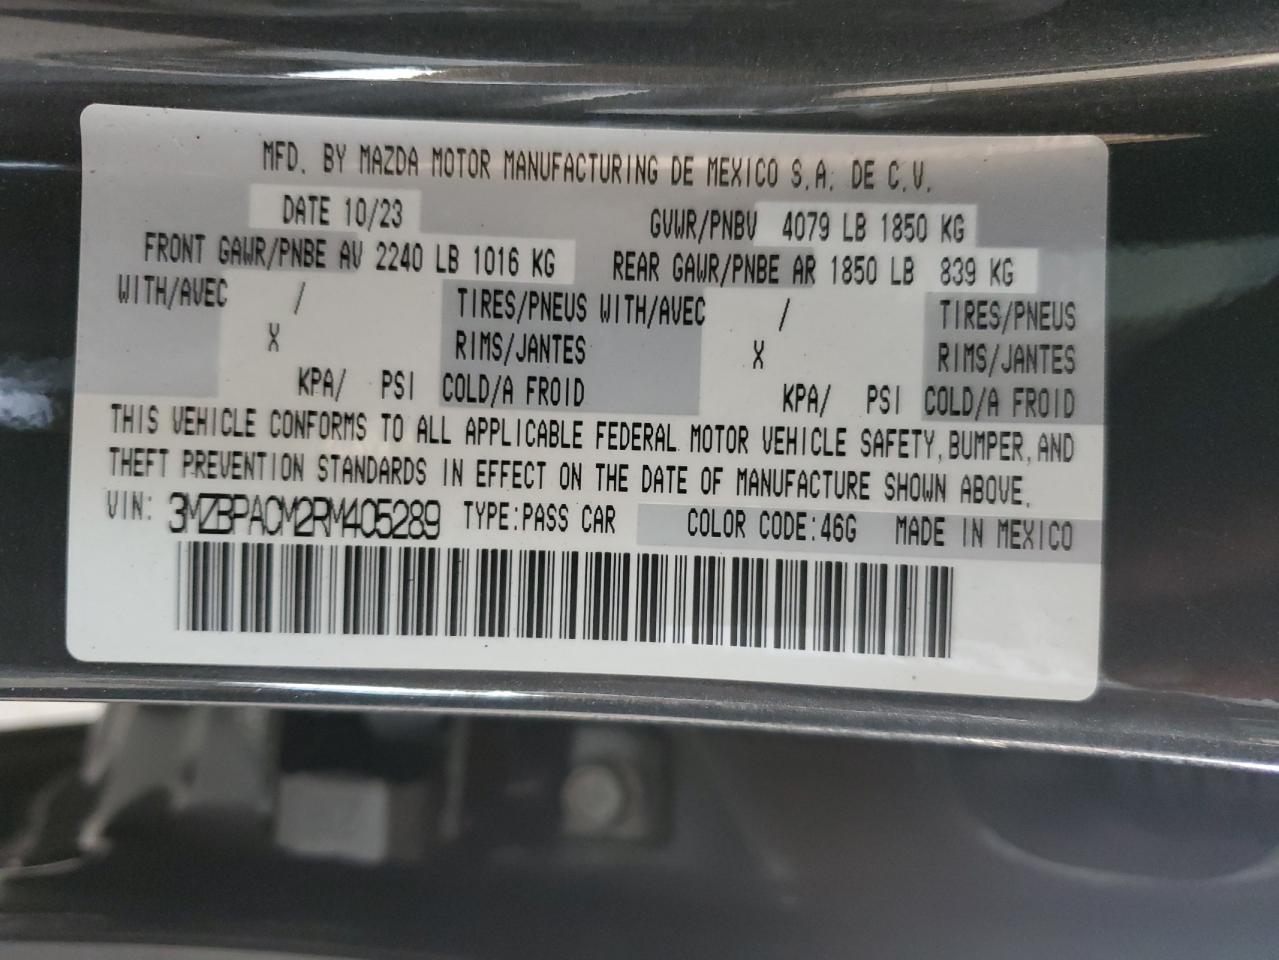 MFD. BY MAZDA MOTOR MANUFACTURING DE MEXICO S.A. DE C.V.
DATE 10/23 GVWR/PNBV 4079 LB 1850 KG
FRONT GAWR/PNBE AV 2240 LB 1016 KG REAR GAWR/PNBE AR 1850 LB 839 KG
WITH/AVEC / TIRES/PNEUS WITH/AVEC / TIRES/PNEUS
X RIMS/JANTES X RIMS/JANTES
KPA/ PSI COLD/A FROID KPA/ PSI COLD/A FROID
THIS VEHICLE CONFORMS TO ALL APPLICABLE FEDERAL MOTOR VEHICLE SAFETY, BUMPER, AND
THEFT PREVENTION STANDARDS IN EFFECT ON THE DATE OF MANUFACTURE SHOWN ABOVE.
VIN: 3MZBPACM2RM405289 TYPE:PASS CAR COLOR CODE:46G MADE IN MEXICO